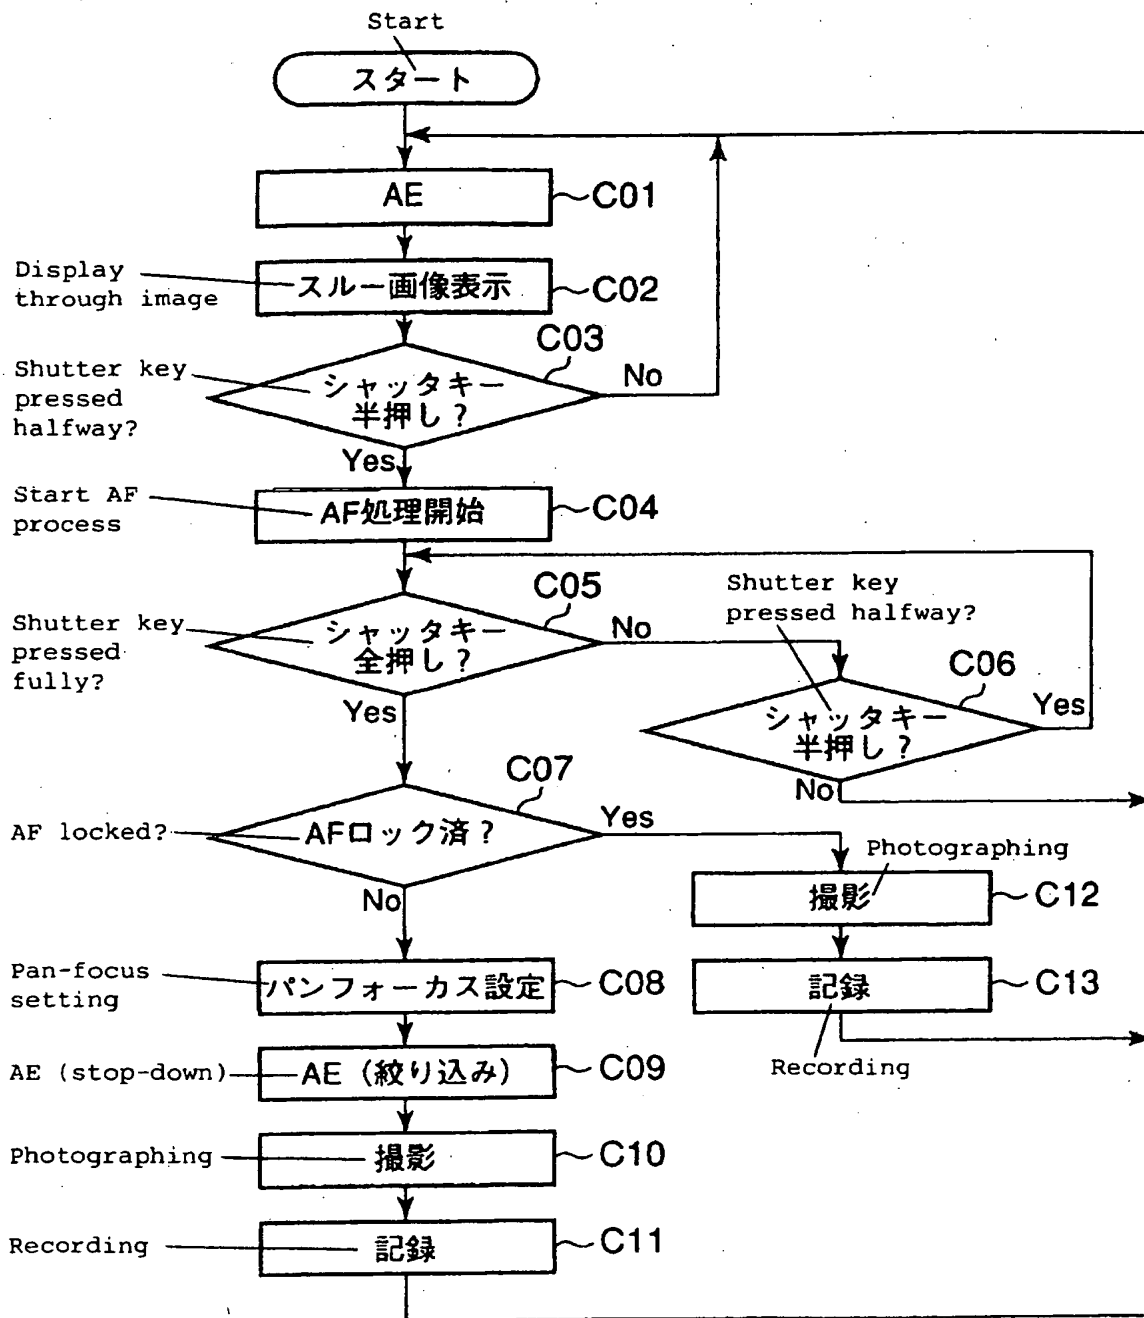 Start
スタート
AE
C01
Display
through image
スルー画像表示
C02
C03
Shutter key
pressed
halfway?
シャッタキー
半押し?
No
Yes
Start AF
process
AF処理開始
C04
C05
Shutter key
pressed
fully?
シャッタキー
全押し?
No
Yes
Shutter key
pressed halfway?
C06
シャッタキー
半押し?
Yes
No
C07
AF locked?
AFロック済?
Yes
No
Photographing
撮影
C12
記録
C13
Recording
Pan-focus
setting
パンフォーカス設定
C08
AE (stop-down)
AE (絞り込み)
C09
Photographing
撮影
C10
Recording
記録
C11